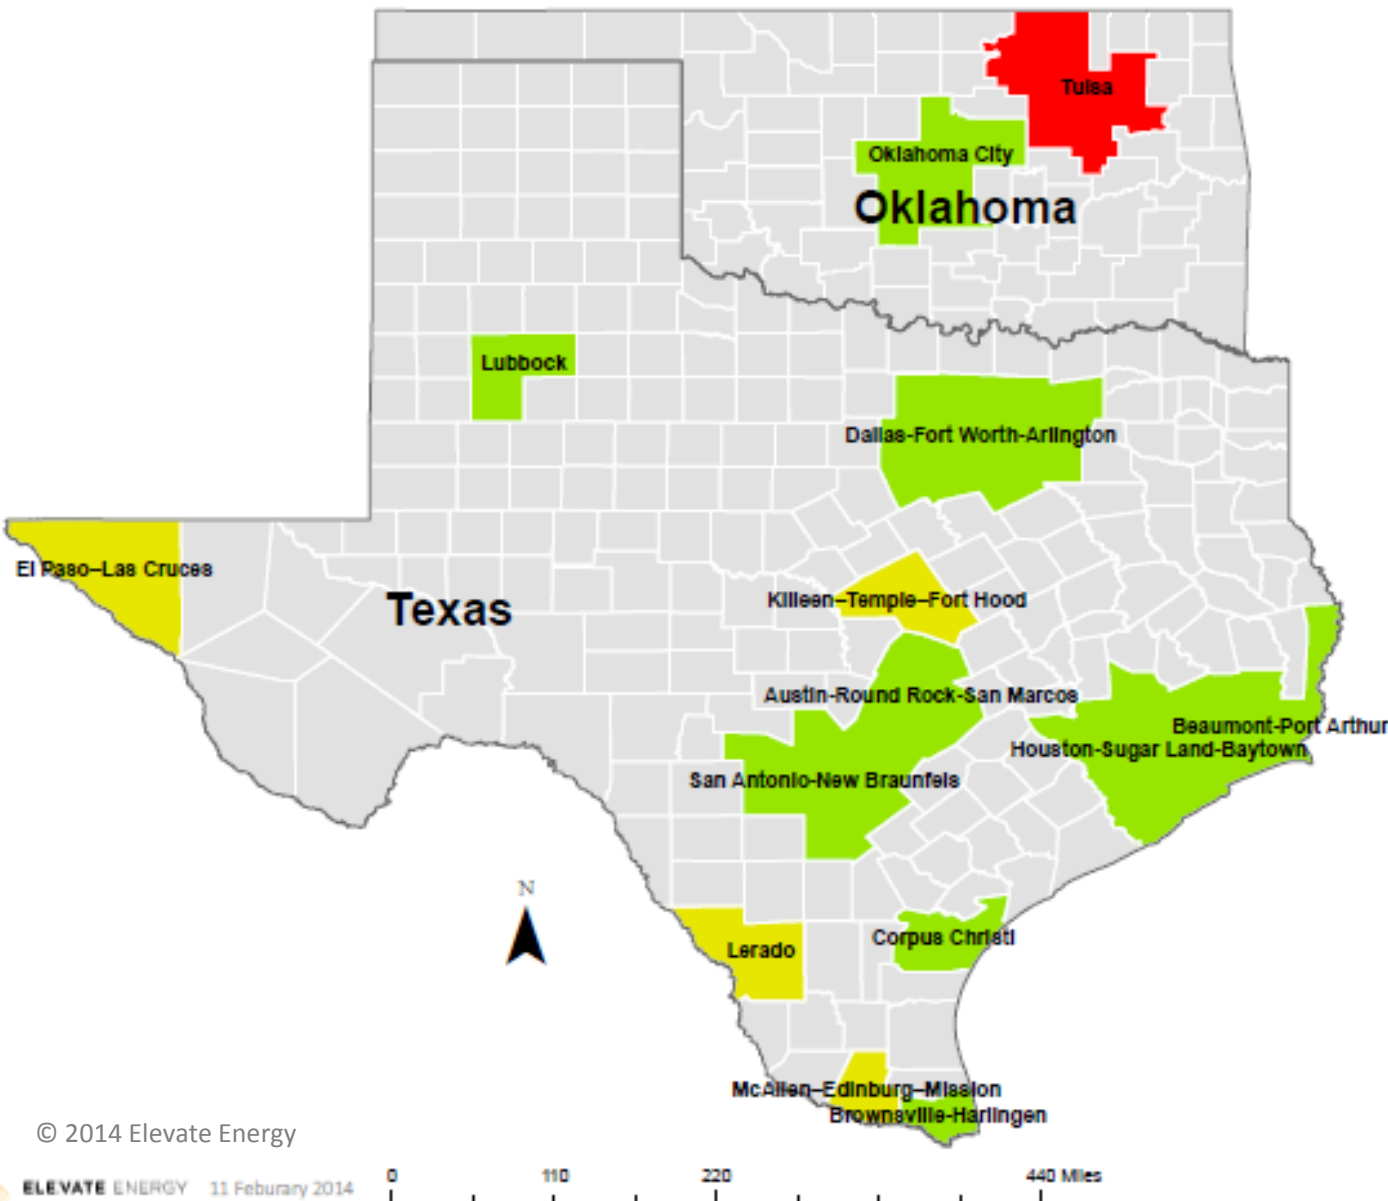 Tulsa
Oklahoma City
Oklahoma
Lubbock
Dallas-Fort Worth-Arlington
El Paso–Las Cruces
Killeen–Temple–Fort Hood
Texas
Austin-Round Rock-San Marcos
Beaumont-Port Arthur
Houston-Sugar Land-Baytown
San Antonio-New Braunfels
N
Corpus Christi
Lerado
McAllen–Edinburg–Mission
Brownsville-Harlingen
© 2014 Elevate Energy
0 110 220 440 Miles
ELEVATE ENERGY 11 Feburary 2014